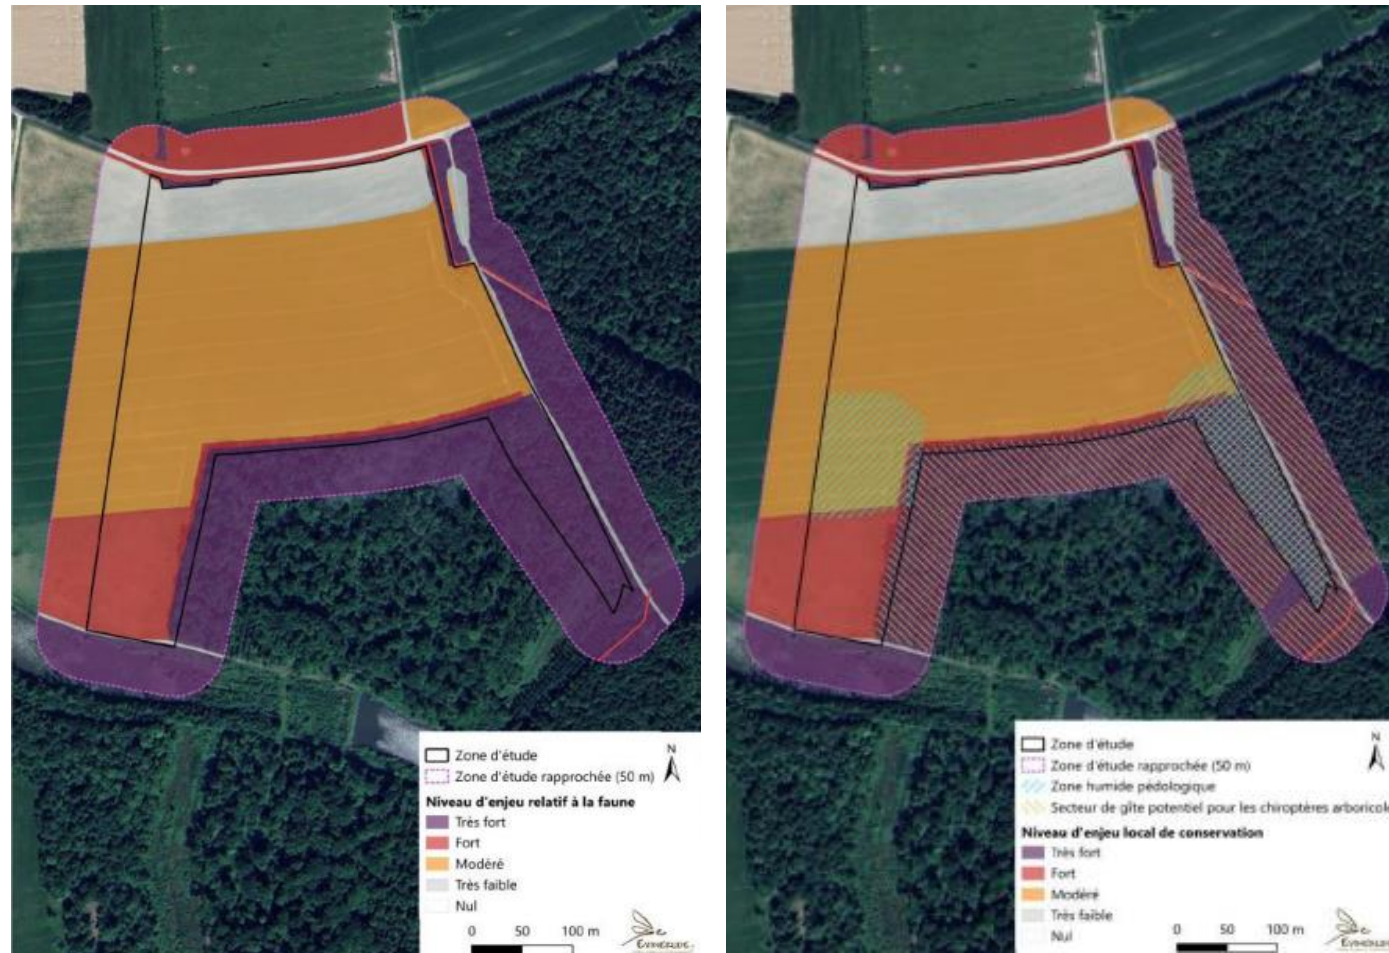 Zone d'étude
Zone d'étude rapprochée (50 m)
N
Niveau d'enjeu relatif à la faune
Très fort
Fort
Modéré
Très faible
Nul
0 50 100 m
EVINERUDE
Zone d'étude
Zone d'étude rapprochée (50 m)
Zone humide pédologique
Secteur de gîte potentiel pour les chiroptères arboricole
N
Niveau d'enjeu local de conservation
Très fort
Fort
Modéré
Très faible
Nul
0 50 100 m